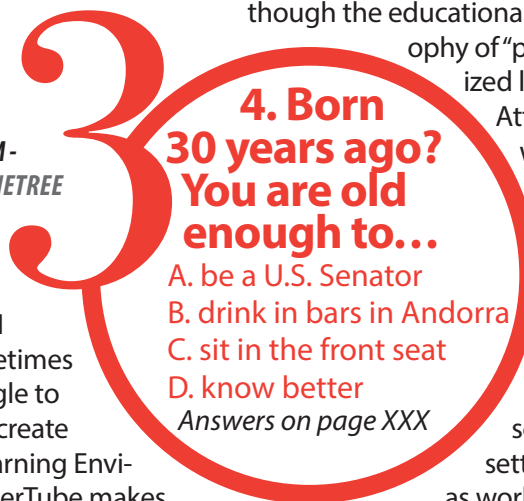 though the educationa
ophy of “p
ized l
At
3
4. Born
30 years ago?
You are old
enough to…
A. be a U.S. Senator
B. drink in bars in Andorra
C. sit in the front seat
D. know better
Answers on page XXX
ETREE
etimes
gle to
create
rning Envi-
erTube makes
sett
as work